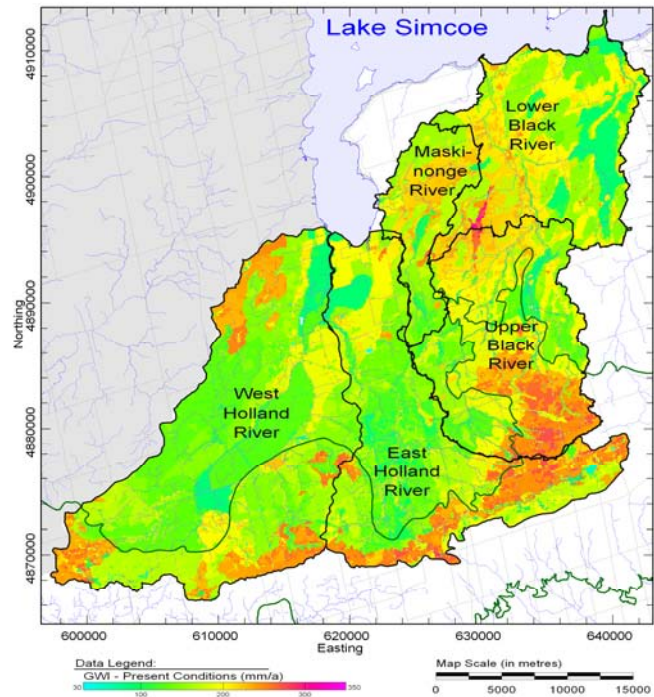 Lake Simcoe
4910000
Lower
Black
River
Maski-
nonge
River
4900000
4890000
Northing
Upper
Black
River
West
Holland
River
4880000
East
Holland
River
4870000
600000
610000
620000
630000
640000
Easting
Data Legend:
GWI - Present Conditions (mm/a)
30
100
200
300
350
Map Scale (in metres)
0
5000
10000
15000